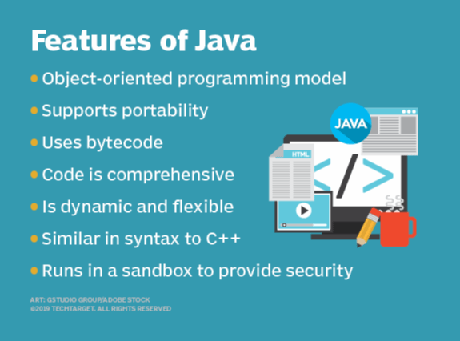 Features of Java
• Object-oriented programming model
• Supports portability
• Uses bytecode
• Code is comprehensive
• Is dynamic and flexible
• Similar in syntax to C++
• Runs in a sandbox to provide security
JAVA
HTML
</>
ART: GSTUDIO GROUP/ADOBE STOCK
©2019 TECHTARGET. ALL RIGHTS RESERVED